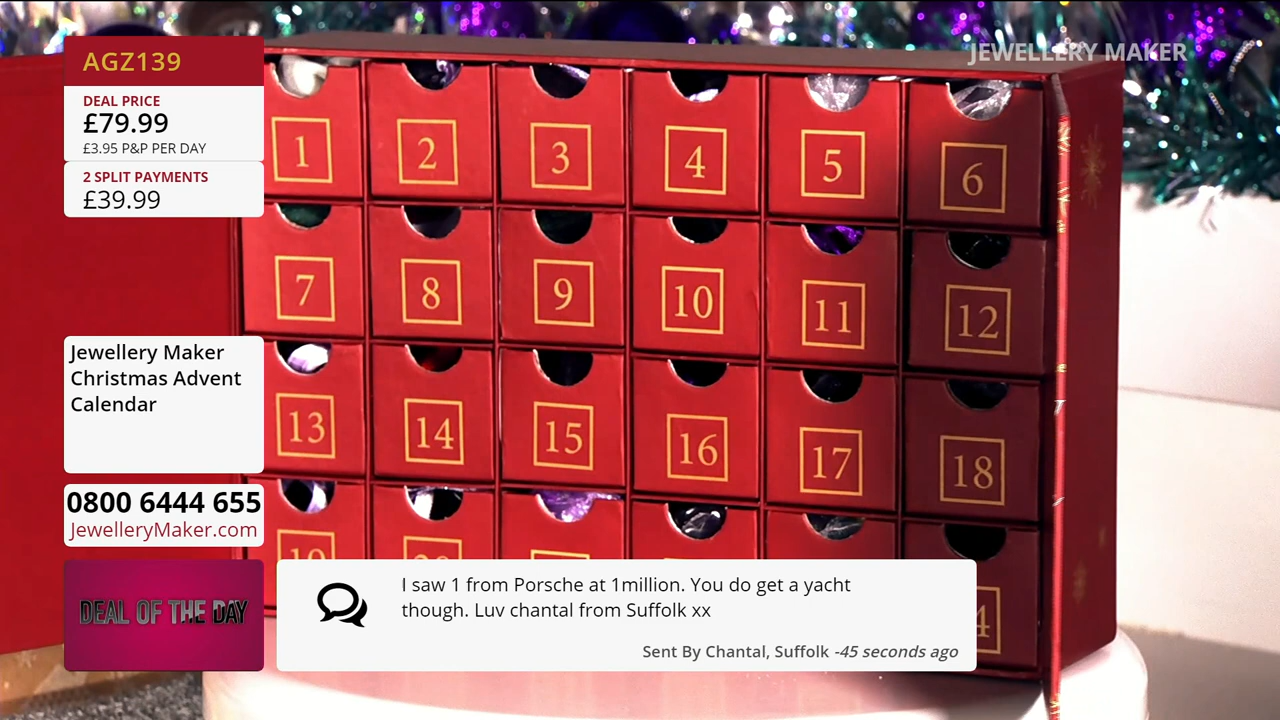 AGZ139
DEAL PRICE
£79.99
£3.95 P&P PER DAY
2 SPLIT PAYMENTS
£39.99
Jewellery Maker
Christmas Advent
Calendar
0800 6444 655
JewelleryMaker.com
DEAL OF THE DAY
JEWELLERY MAKER
1 2 3 4 5 6
7 8 9 10 11 12
13 14 15 16 17 18
19 20
4
I saw 1 from Porsche at 1million. You do get a yacht
though. Luv chantal from Suffolk xx
Sent By Chantal, Suffolk -45 seconds ago